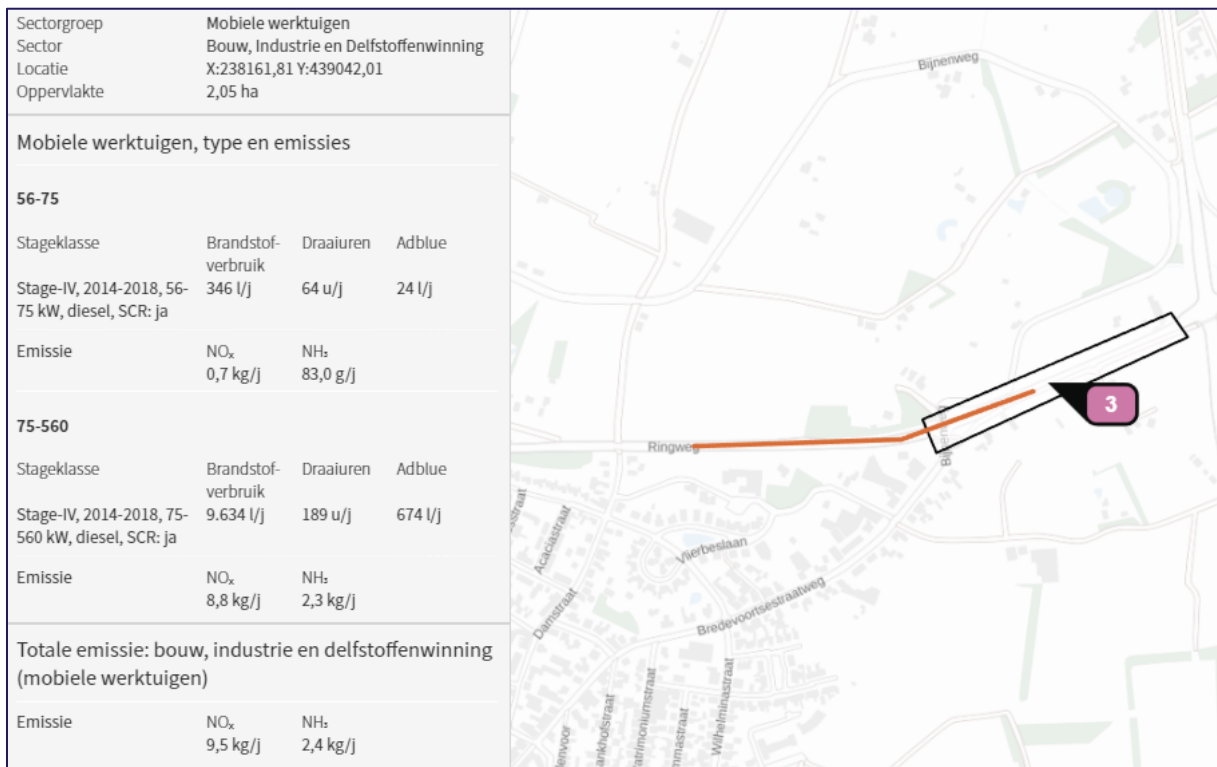 Sectorgroep Mobiele werktuigen
Sector Bouw, Industrie en Delfstoffenwinning
Locatie X:238161,81 Y:439042,01
Oppervlakte 2,05 ha
Mobiele werktuigen, type en emissies
56-75
Stageklasse Brandstof- Draaiuren Adblue
verbruik
Stage-IV, 2014-2018, 56- 346 l/j 64 u/j 24 l/j
75 kW, diesel, SCR: ja
Emissie NOₓ NH₃
0,7 kg/j 83,0 g/j
75-560
Stageklasse Brandstof- Draaiuren Adblue
verbruik
Stage-IV, 2014-2018, 75- 9.634 l/j 189 u/j 674 l/j
560 kW, diesel, SCR: ja
Emissie NOₓ NH₃
8,8 kg/j 2,3 kg/j
Totale emissie: bouw, industrie en delfstoffenwinning
(mobiele werktuigen)
Emissie NOₓ NH₃
9,5 kg/j 2,4 kg/j
Bijnenweg
3
Ringweg
Acaciastraat
Vlierbeslaan
Damstraat
Bredevoortsestraatweg
Wilhelminastraat